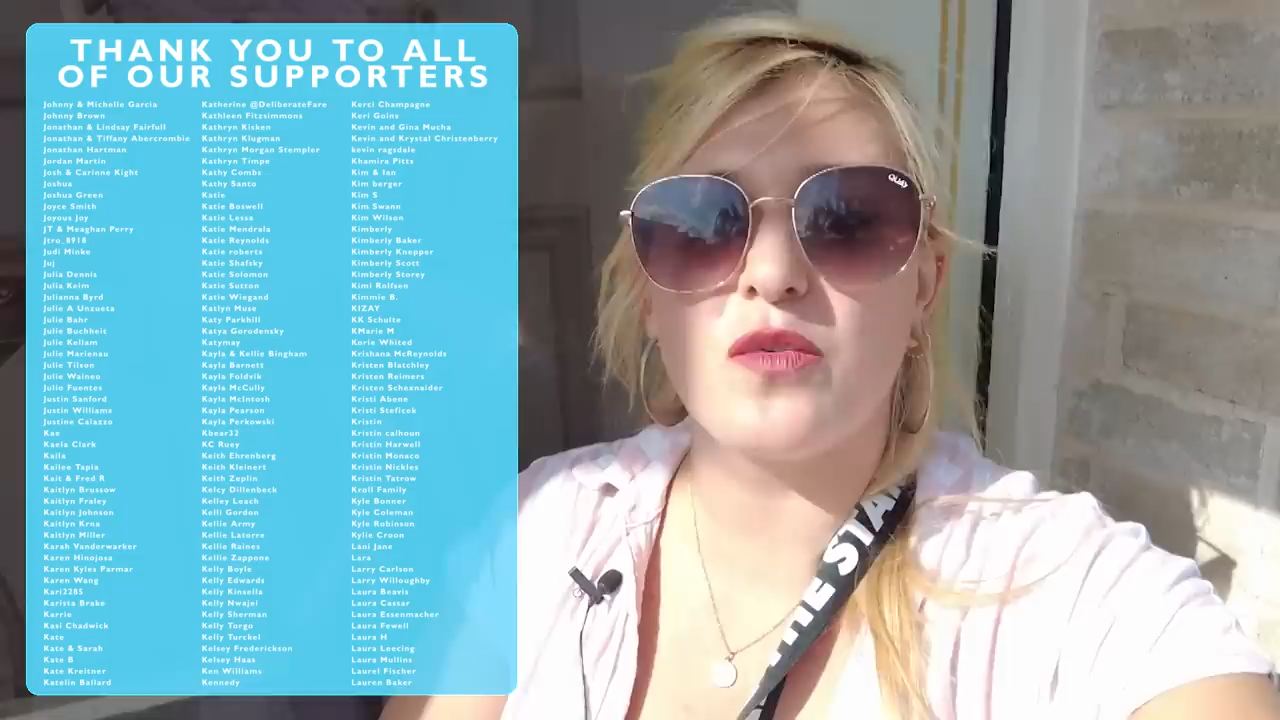 THANK YOU TO ALL
OF OUR SUPPORTERS
Johnny & Michelle Garcia
Johnny Brown
Jonathan & Lindsay Fairfull
Jonathan & Tiffany Abercrombie
Jonathan Hartman
Jordan Martin
Josh & Carinne Kight
Joshua
Joshua Green
Joyce Smith
Joyous Joy
JT & Meaghan Perry
Jtro_8918
Judi Minke
Juj
Julia Dennis
Julia Keim
Julianna Byrd
Julie A Unzueta
Julie Bahr
Julie Buchheit
Julie Kellam
Julie Marienau
Julie Tilson
Julie Walneo
Julio Fuentes
Justin Sanford
Justin Williams
Justine Caiazzo
Kae
Kaela Clark
Kaila
Kailee Tapia
Kait & Fred R
Kaitlyn Brussow
Kaitlyn Fraley
Kaitlyn Johnson
Kaitlyn Krna
Kaitlyn Miller
Karah Vanderwarker
Karen Hinojosa
Karen Kyles Parmar
Karen Wang
Kari2285
Karista Brake
Karrie
Kasi Chadwick
Kate
Kate & Sarah
Kate B
Kate Kreitner
Katelin Ballard
Katherine @DeliberateFare
Kathleen Fitzsimmons
Kathryn Kisken
Kathryn Klugman
Kathryn Morgan Stempler
Kathryn Timpe
Kathy Combs
Kathy Santo
Katie
Katie Boswell
Katie Lessa
Katie Mendrala
Katie Reynolds
Katie roberts
Katie Shafsky
Katie Solomon
Katie Sutton
Katie Wiegand
Katlyn Muse
Katy Parkhill
Katya Gorodensky
Katymay
Kayla & Kellie Bingham
Kayla Barnett
Kayla Foldvik
Kayla McCully
Kayla McIntosh
Kayla Pearson
Kayla Perkowski
Kbear32
KC Ruey
Keith Ehrenberg
Keith Kleinert
Keith Zeplin
Kelcy Dillenbeck
Kelley Leach
Kelli Gordon
Kellie Army
Kellie Latorre
Kellie Raines
Kellie Zappone
Kelly Boyle
Kelly Edwards
Kelly Kinsella
Kelly Nwajei
Kelly Sherman
Kelly Torgo
Kelly Turckel
Kelsey Frederickson
Kelsey Haas
Ken Williams
Kennedy
Kerci Champagne
Keri Goins
Kevin and Gina Mucha
Kevin and Krystal Christenberry
kevin ragsdale
Khamira Pitts
Kim & Ian
Kim berger
Kim S
Kim Swann
Kim Wilson
Kimberly
Kimberly Baker
Kimberly Knepper
Kimberly Scott
Kimberly Storey
Kimi Rolfsen
Kimmie B.
KIZAY
KK Schulte
KMarie M
Korie Whited
Krishana McReynolds
Kristen Blatchley
Kristen Reimers
Kristen Schexnaider
Kristi Abene
Kristi Steficek
Kristin
Kristin calhoun
Kristin Harwell
Kristin Monaco
Kristin Nickles
Kristin Tatrow
Kroll Family
Kyle Bonner
Kyle Coleman
Kyle Robinson
Kylie Croon
Lani Jane
Lara
Larry Carlson
Larry Willoughby
Laura Beavis
Laura Cassar
Laura Essenmacher
Laura Fewell
Laura H
Laura Leecing
Laura Mullins
Laurel Fischer
Lauren Baker
QUAY
THE STAR